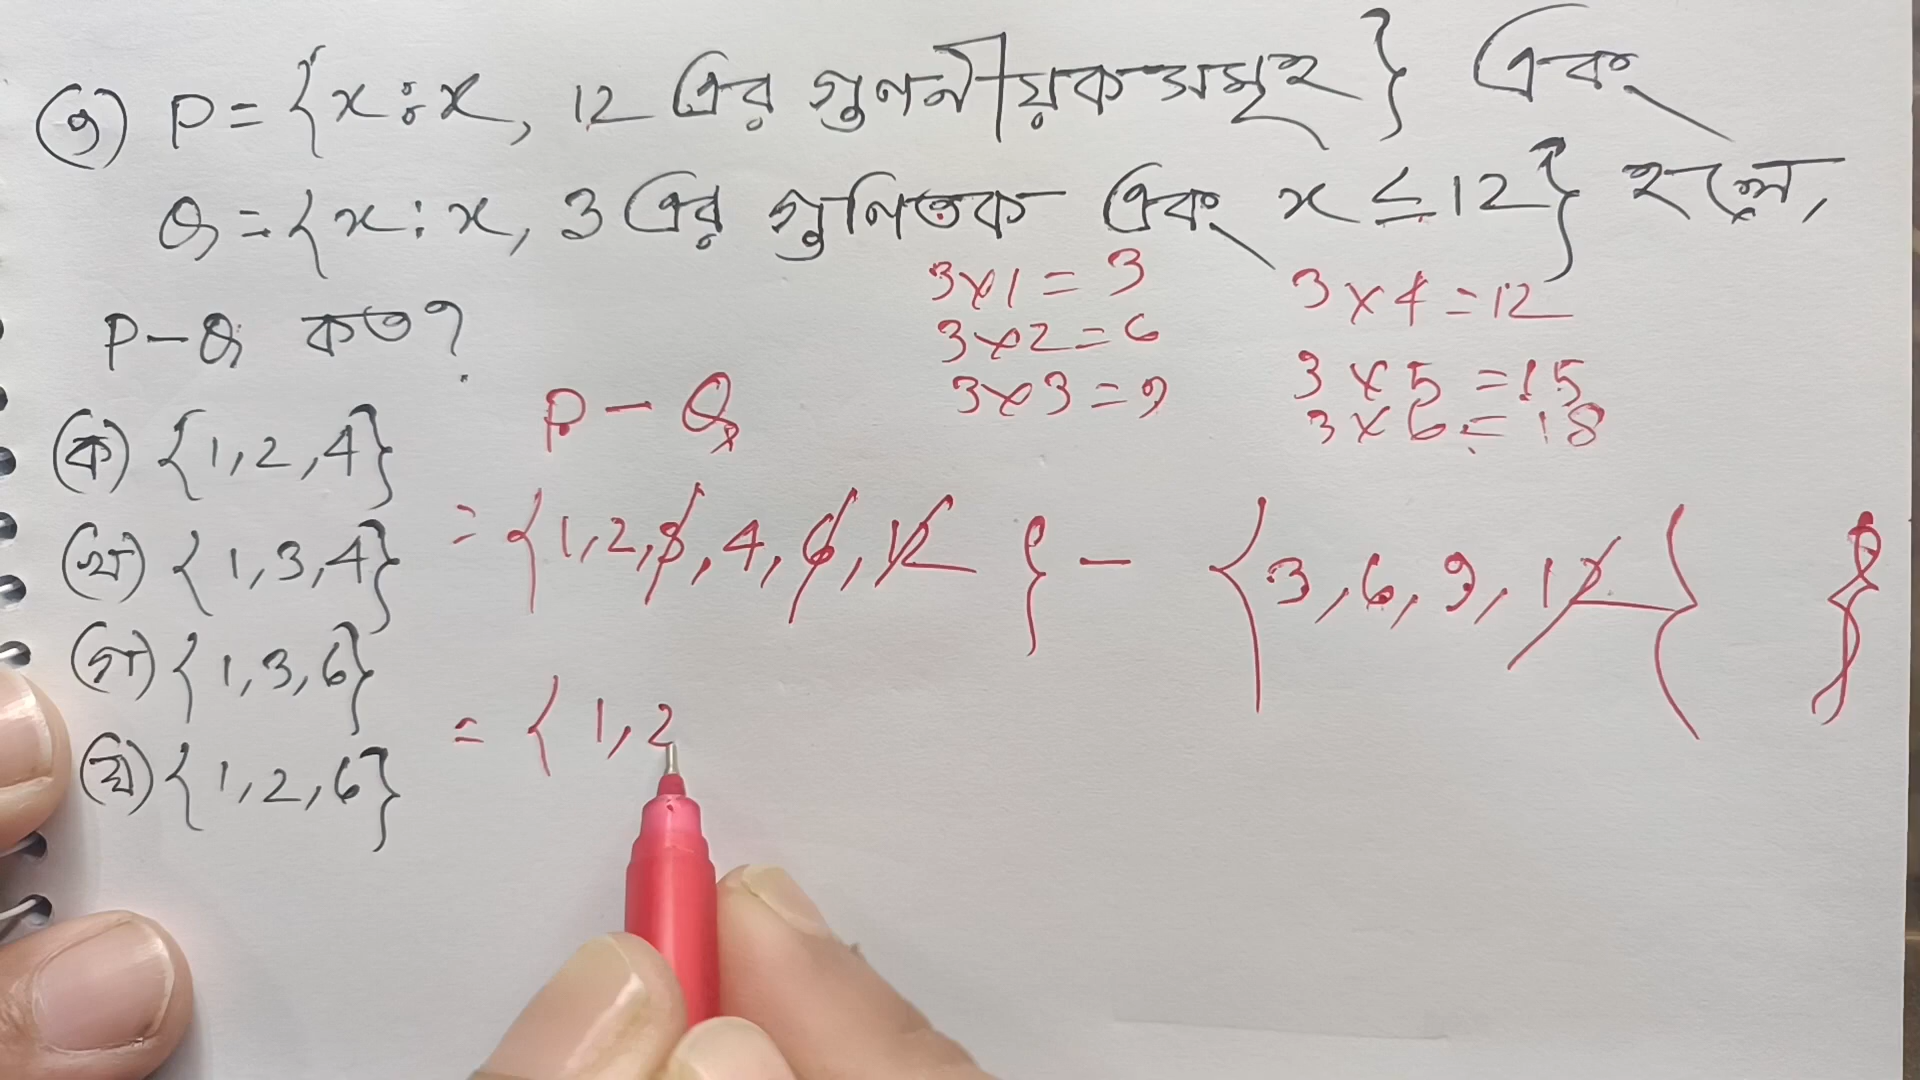 (৩) P = {x : x, 12 এর গুণনীয়কসমূহ} এবং
Q = {x : x, 3 এর গুণিতক এবং x ≤ 12} হলে,
P - Q কত?
(ক) {1, 2, 4}
(খ) {1, 3, 4}
(গ) {1, 3, 6}
(ঘ) {1, 2, 6}
3×1 = 3
3×2 = 6
3×3 = 9
3×4 = 12
3×5 = 15
3×6 = 18
P - Q
= {1, 2, 3, 4, 6, 12 } - {3, 6, 9, 12 { }
= { 1, 2